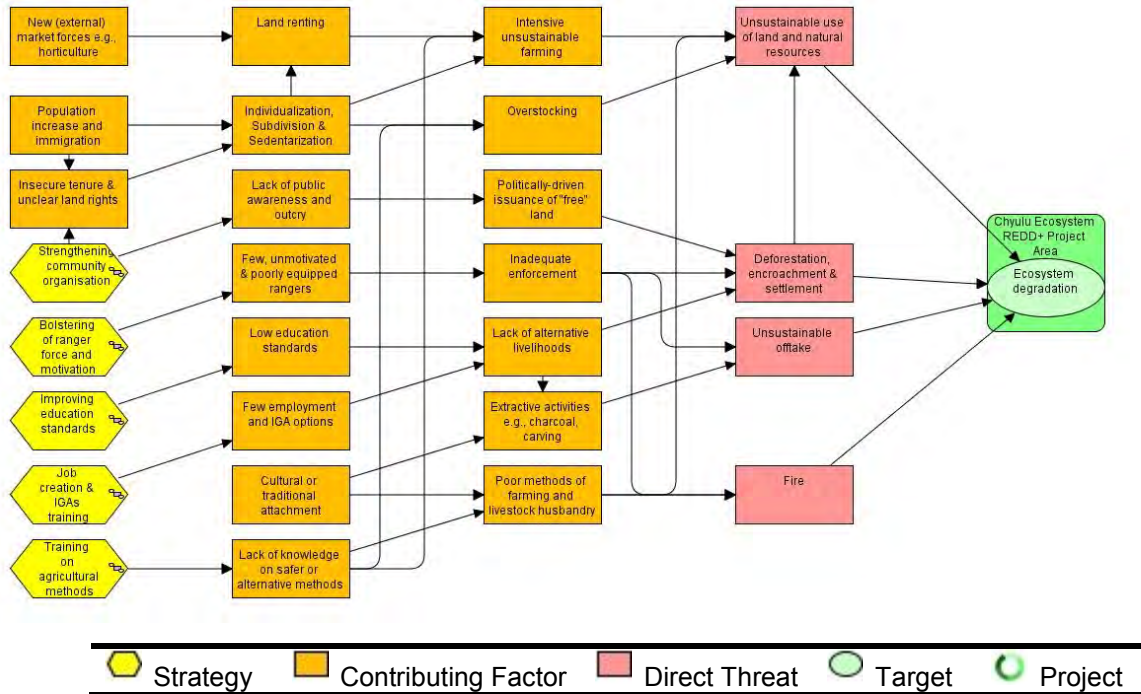 New (external)
market forces e.g.,
horticulture
Land renting
Intensive
unsustainable
farming
Unsustainable use
of land and natural
resources
Population
increase and
immigration
Individualization,
Subdivision &
Sedentarization
Overstocking
Insecure tenure &
unclear land rights
Lack of public
awareness and
outcry
Politically-driven
issuance of "free"
land
Chyulu Ecosystem
REDD+ Project
Area
Ecosystem
degradation
Strengthening
community
organisation
Few, unmotivated
& poorly equipped
rangers
Inadequate
enforcement
Deforestation,
encroachment &
settlement
Bolstering
of ranger
force and
motivation
Low education
standards
Lack of alternative
livelihoods
Unsustainable
offtake
Improving
education
standards
Few employment
and IGA options
Extractive activities
e.g., charcoal,
carving
Job
creation &
IGAs
training
Cultural or
traditional
attachment
Poor methods of
farming and
livestock husbandry
Fire
Training
on
agricultural
methods
Lack of knowledge
on safer or
alternative methods
Strategy Contributing Factor Direct Threat Target Project